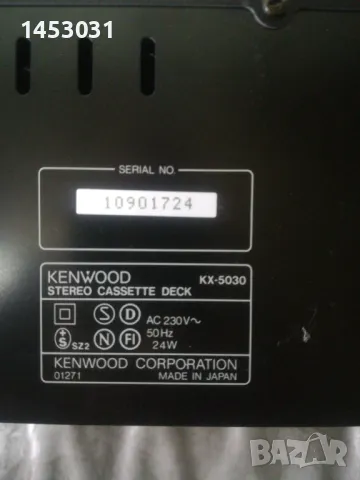 1453031
SERIAL NO.
10901724
KENWOOD KX-5030
STEREO CASSETTE DECK
S D AC 230V~
50Hz
S SZ2 N FI 24W
KENWOOD CORPORATION
01271 MADE IN JAPAN
BAZAR